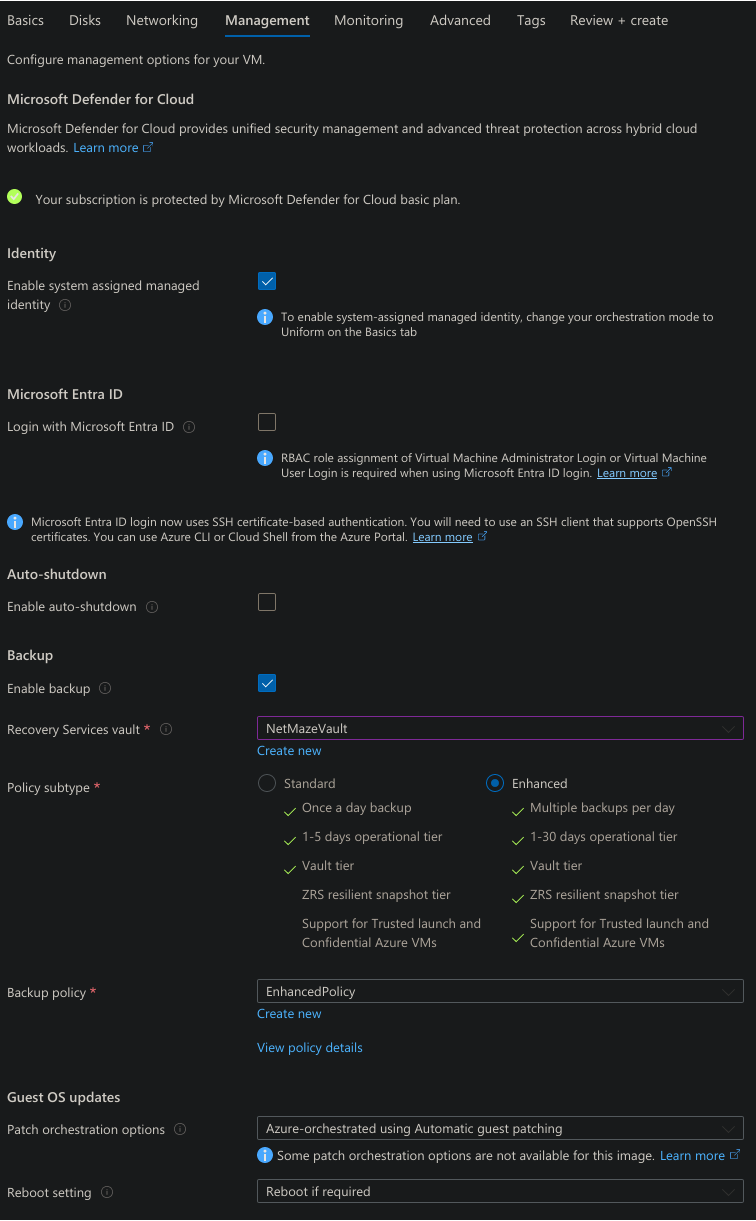 Basics Disks Networking Management Monitoring Advanced Tags Review + create
Configure management options for your VM.
Microsoft Defender for Cloud
Microsoft Defender for Cloud provides unified security management and advanced threat protection across hybrid cloud
workloads. Learn more
Your subscription is protected by Microsoft Defender for Cloud basic plan.
Identity
Enable system assigned managed
identity
To enable system-assigned managed identity, change your orchestration mode to
Uniform on the Basics tab
Microsoft Entra ID
Login with Microsoft Entra ID
RBAC role assignment of Virtual Machine Administrator Login or Virtual Machine
User Login is required when using Microsoft Entra ID login. Learn more
Microsoft Entra ID login now uses SSH certificate-based authentication. You will need to use an SSH client that supports OpenSSH
certificates. You can use Azure CLI or Cloud Shell from the Azure Portal. Learn more
Auto-shutdown
Enable auto-shutdown
Backup
Enable backup
Recovery Services vault * NetMazeVault
Create new
Policy subtype *
Standard
Once a day backup
1-5 days operational tier
Vault tier
ZRS resilient snapshot tier
Support for Trusted launch and
Confidential Azure VMs
Enhanced
Multiple backups per day
1-30 days operational tier
Vault tier
ZRS resilient snapshot tier
Support for Trusted launch and
Confidential Azure VMs
Backup policy * EnhancedPolicy
Create new
View policy details
Guest OS updates
Patch orchestration options Azure-orchestrated using Automatic guest patching
Some patch orchestration options are not available for this image. Learn more
Reboot setting Reboot if required